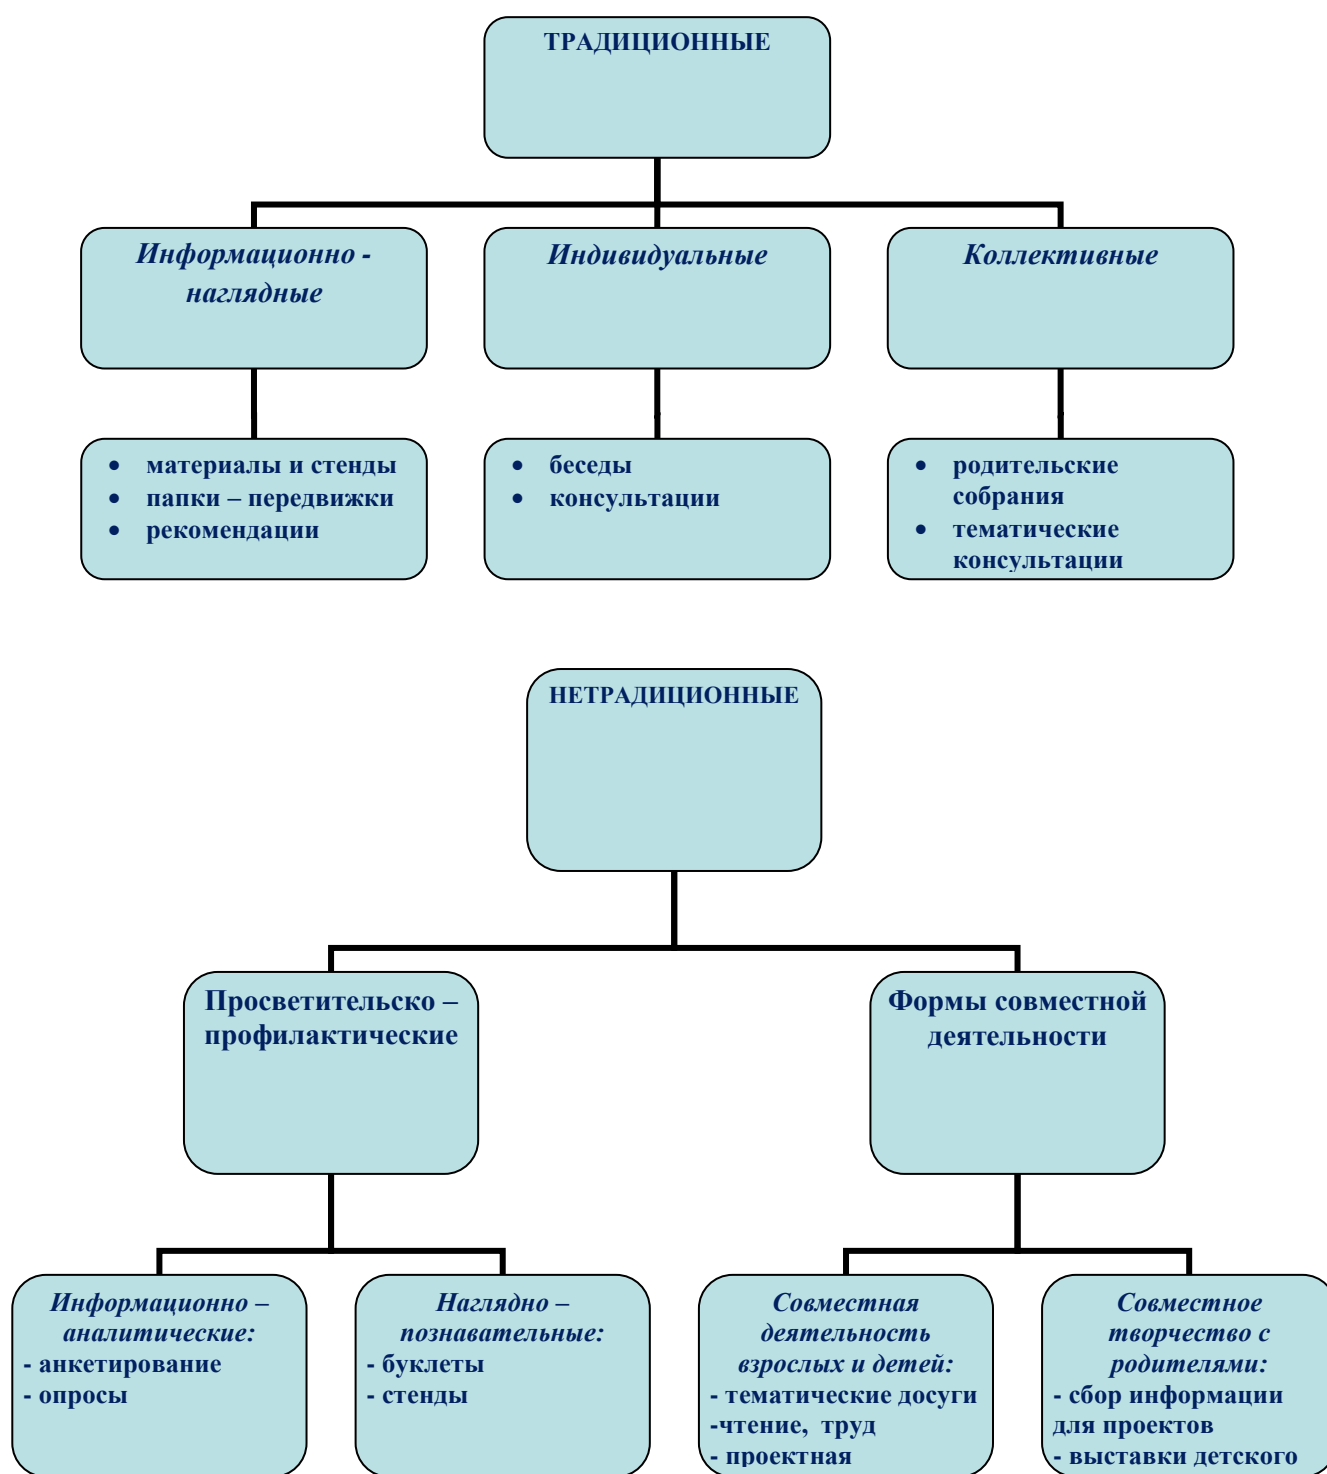 ТРАДИЦИОННЫЕ
Информационно -
наглядные
Индивидуальные
Коллективные
• материалы и стенды
• папки – передвижки
• рекомендации
• беседы
• консультации
• родительские
собрания
• тематические
консультации
НЕТРАДИЦИОННЫЕ
Просветительско –
профилактические
Формы совместной
деятельности
Информационно –
аналитические:
- анкетирование
- опросы
Наглядно –
познавательные:
- буклеты
- стенды
Совместная
деятельность
взрослых и детей:
- тематические досуги
-чтение, труд
- проектная
Совместное
творчество с
родителями:
- сбор информации
для проектов
- выставки детского